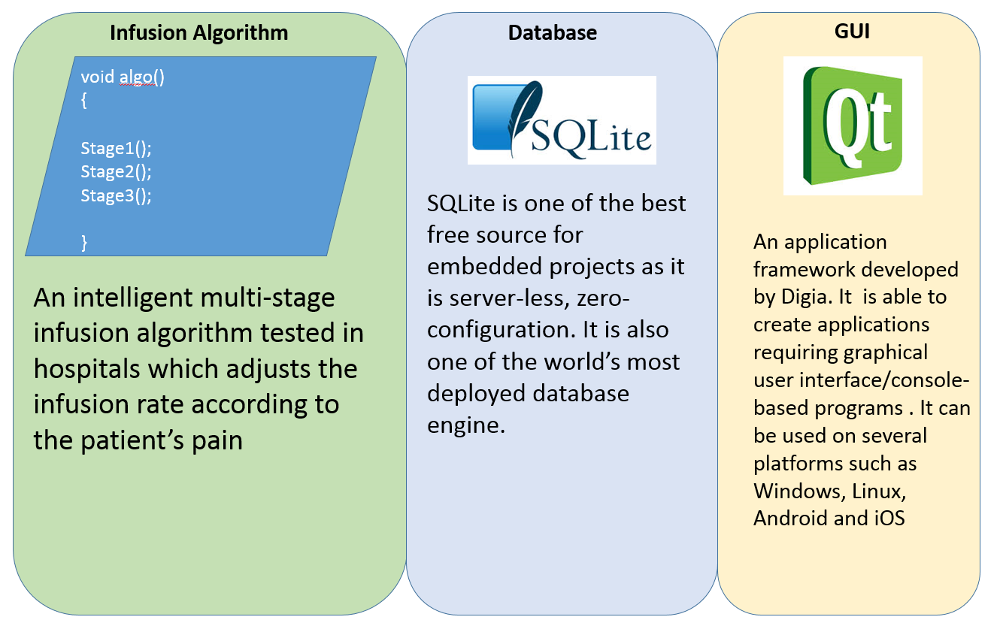 Infusion Algorithm
void algo()
{
Stage1();
Stage2();
Stage3();
}
An intelligent multi-stage
infusion algorithm tested in
hospitals which adjusts the
infusion rate according to
the patient’s pain
Database
SQLite
SQLite is one of the best
free source for
embedded projects as it
is server-less, zero-
configuration. It is also
one of the world’s most
deployed database
engine.
GUI
Qt
An application
framework developed
by Digia. It  is able to
create applications
requiring graphical
user interface/console-
based programs . It can
be used on several
platforms such as
Windows, Linux,
Android and iOS